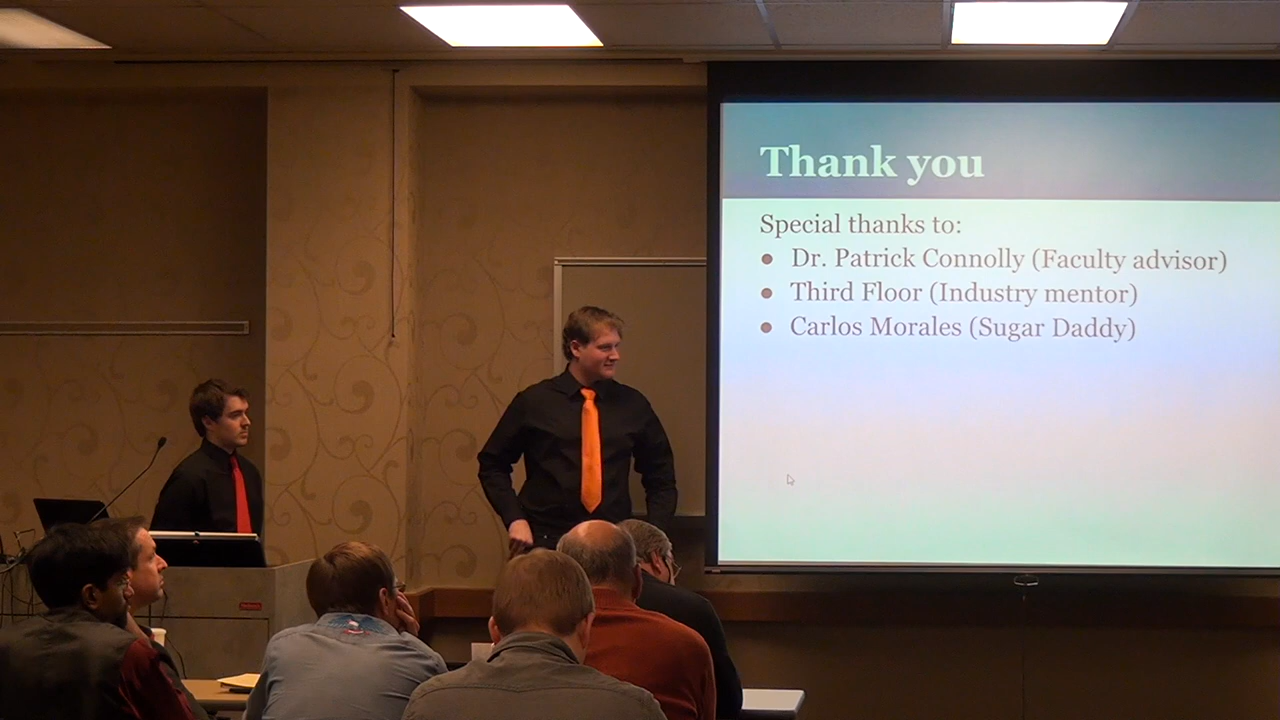 Thank you
Special thanks to:
● Dr. Patrick Connolly (Faculty advisor)
● Third Floor (Industry mentor)
● Carlos Morales (Sugar Daddy)